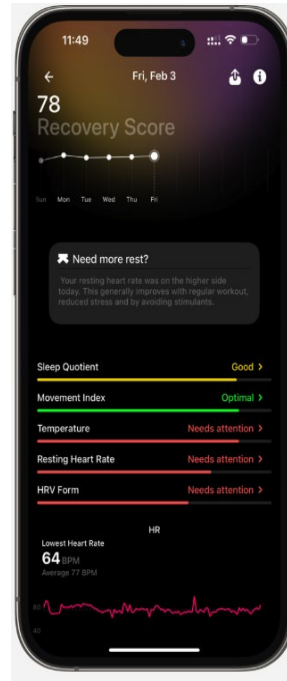 11:49
Fri, Feb 3
78
Recovery Score
Sun Mon Tue Wed Thu Fri
Need more rest?
Your resting heart rate was on the higher side
today. This generally improves with regular workout,
reduced stress and by avoiding stimulants.
Sleep Quotient Good >
Movement Index Optimal >
Temperature Needs attention >
Resting Heart Rate Needs attention >
HRV Form Needs attention >
HR
Lowest Heart Rate
64 BPM
Average 77 BPM
60
40